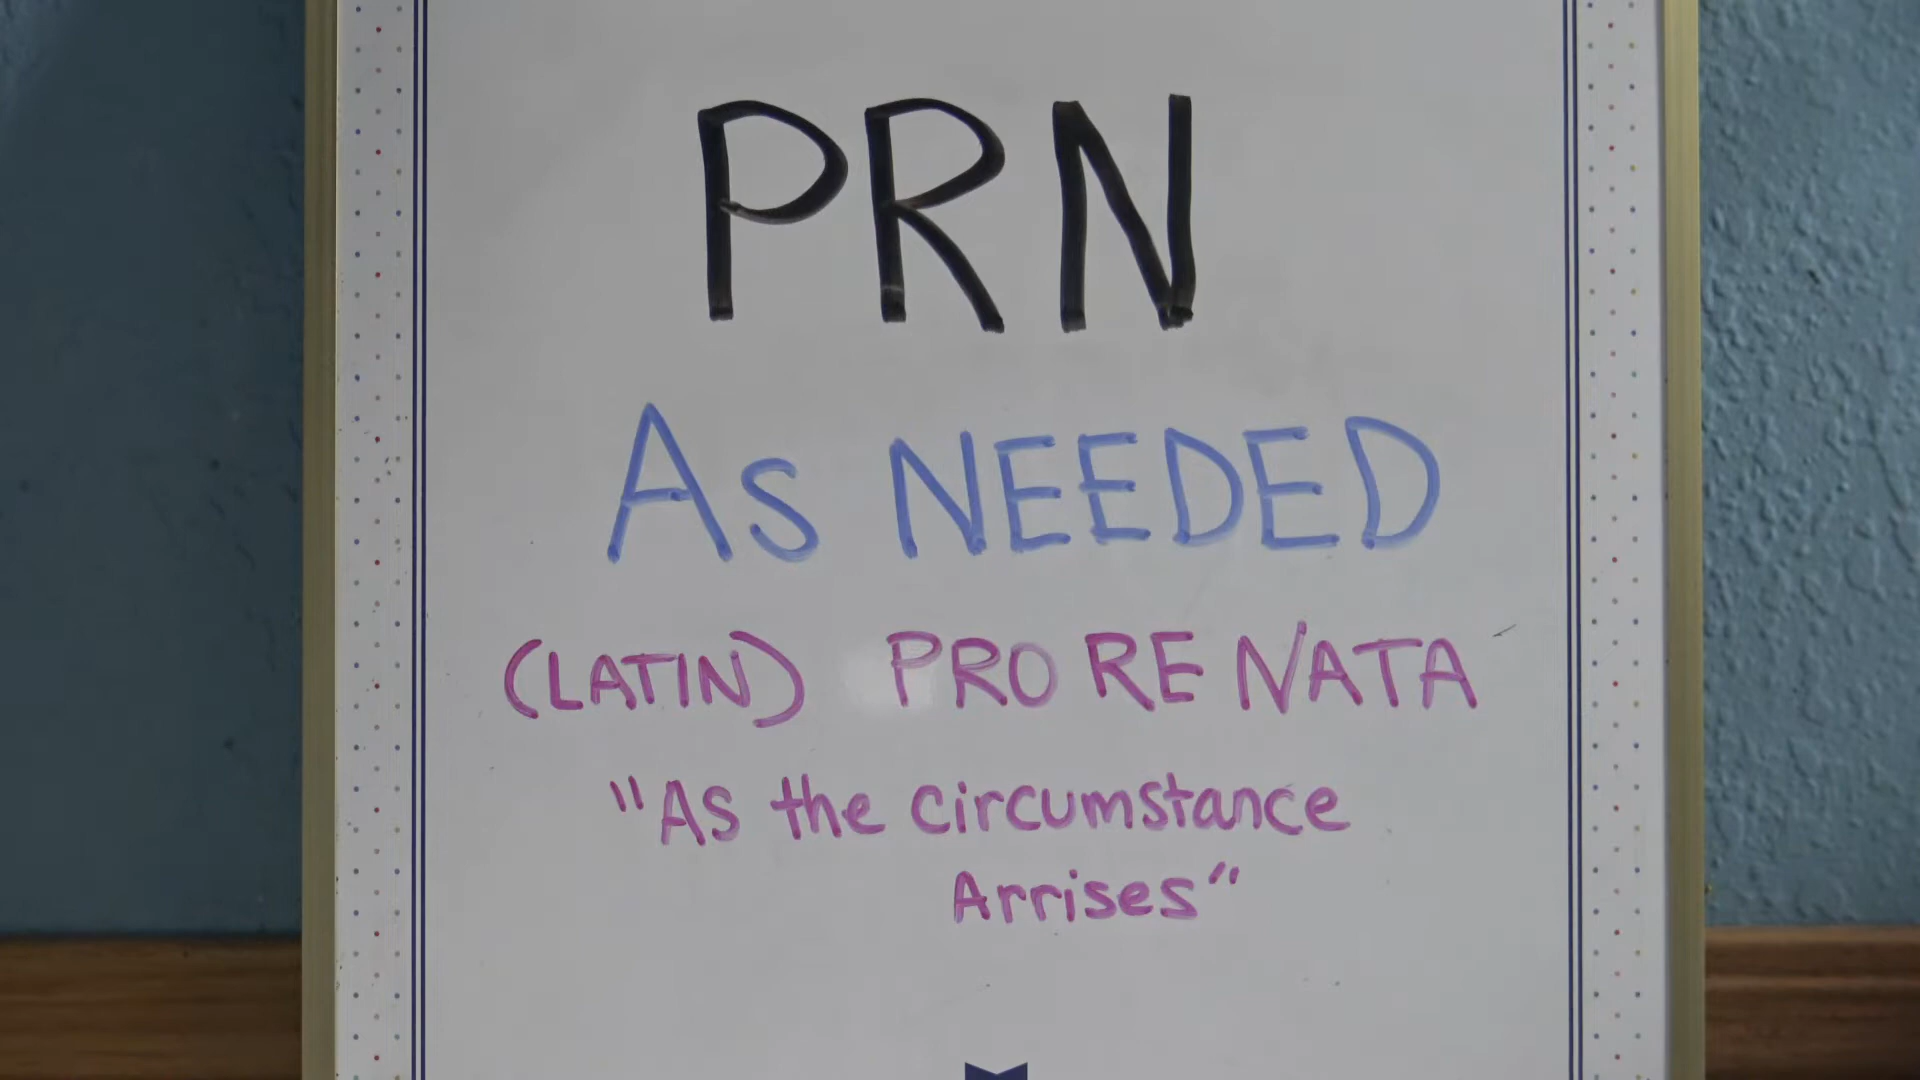 PRN
As NEEDED
(LATIN) PRO RE NATA
"As the circumstance
Arrises"